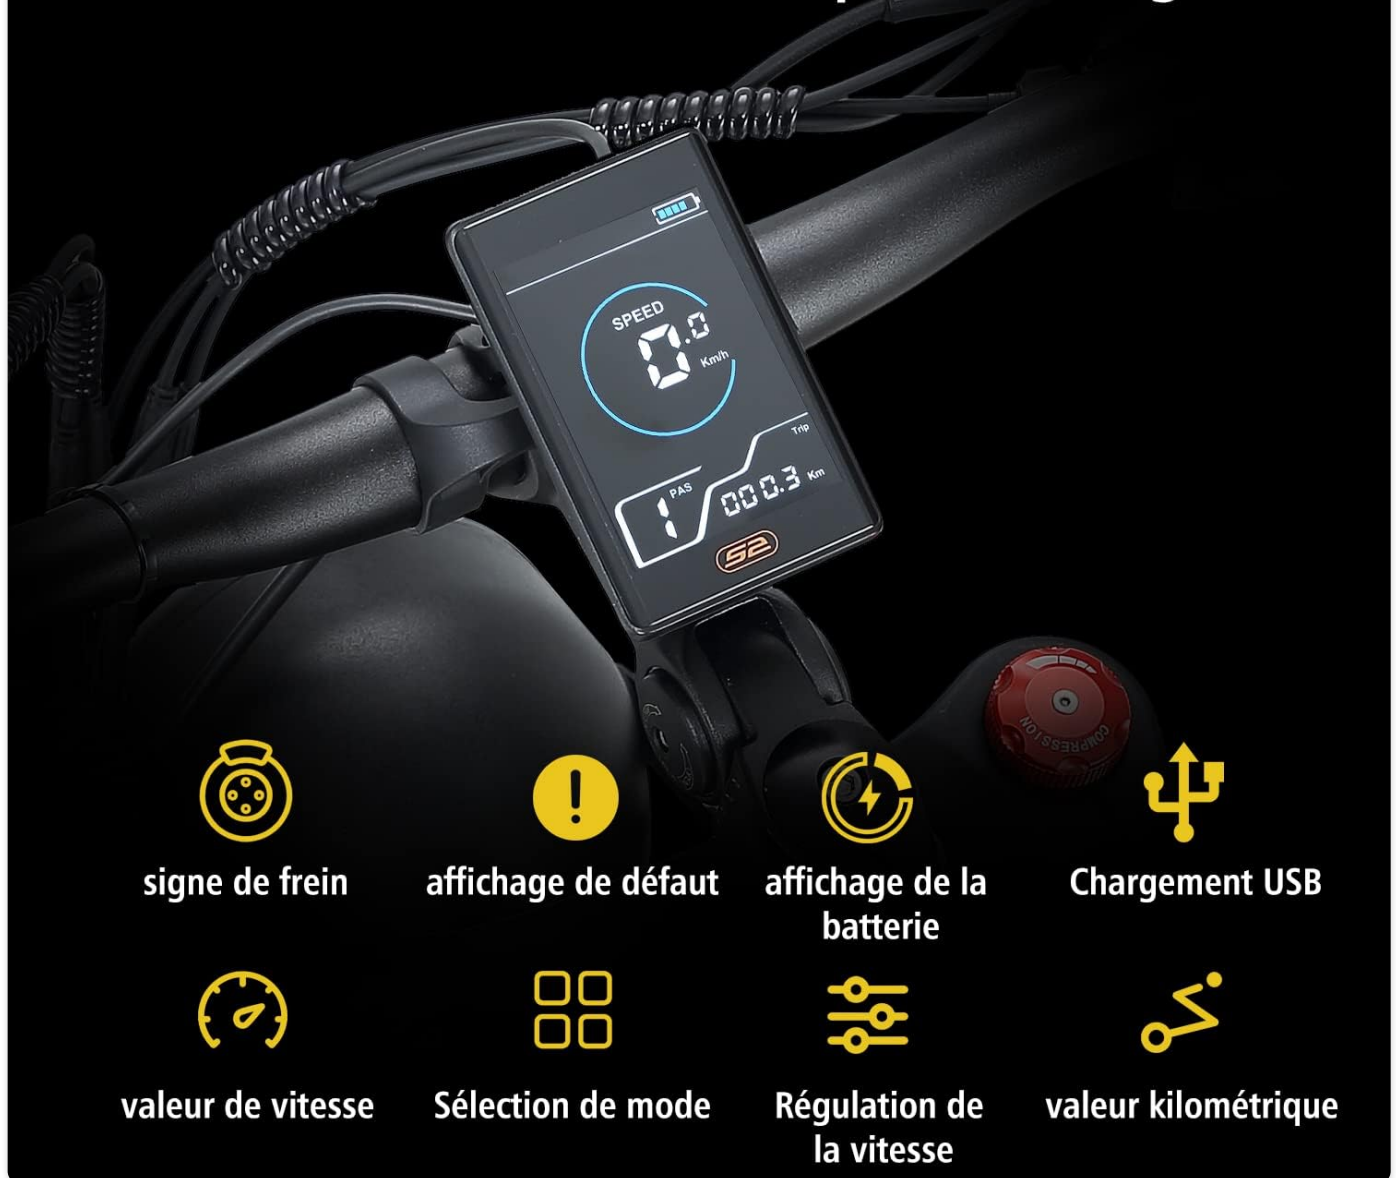 SPEED
0.0
Km/h
Trip
PAS
1
000.3 Km
S2
COMPRESSION
signe de frein
affichage de défaut
affichage de la
batterie
Chargement USB
valeur de vitesse
Sélection de mode
Régulation de
la vitesse
valeur kilométrique